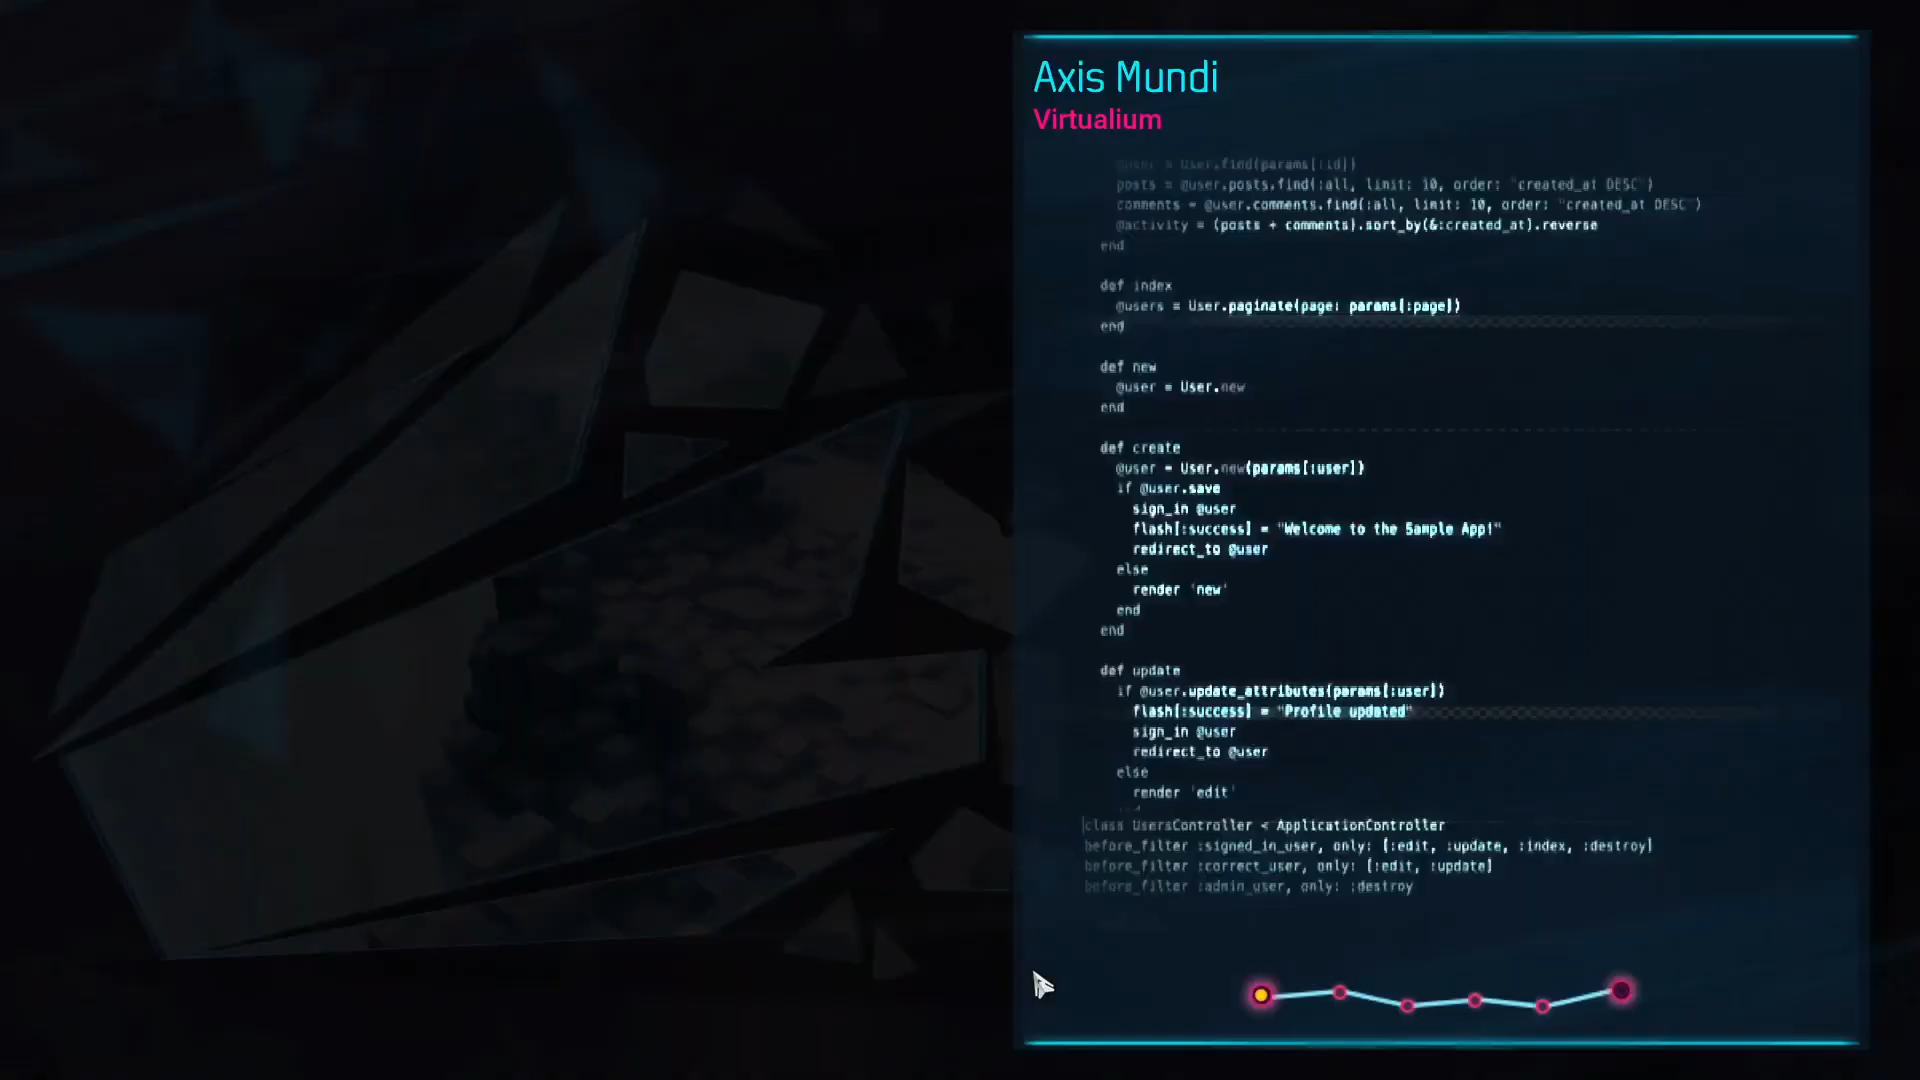 Axis Mundi
Virtualium
@user = User.find(params[:id])
posts = @user.posts.find(:all, limit: 10, order: "created_at DESC")
comments = @user.comments.find(:all, limit: 10, order: "created_at DESC")
@activity = (posts + comments).sort_by(&:created_at).reverse
end
def index
@users = User.paginate(page: params[:page])
end
def new
@user = User.new
end
def create
@user = User.new(params[:user])
if @user.save
sign_in @user
flash[:success] = "Welcome to the Sample App!"
redirect_to @user
else
render 'new'
end
end
def update
if @user.update_attributes(params[:user])
flash[:success] = "Profile updated"
sign_in @user
redirect_to @user
else
render 'edit'
class UsersController < ApplicationController
before_filter :signed_in_user, only: [:edit, :update, :index, :destroy]
before_filter :correct_user, only: [:edit, :update]
before_filter :admin_user, only: :destroy